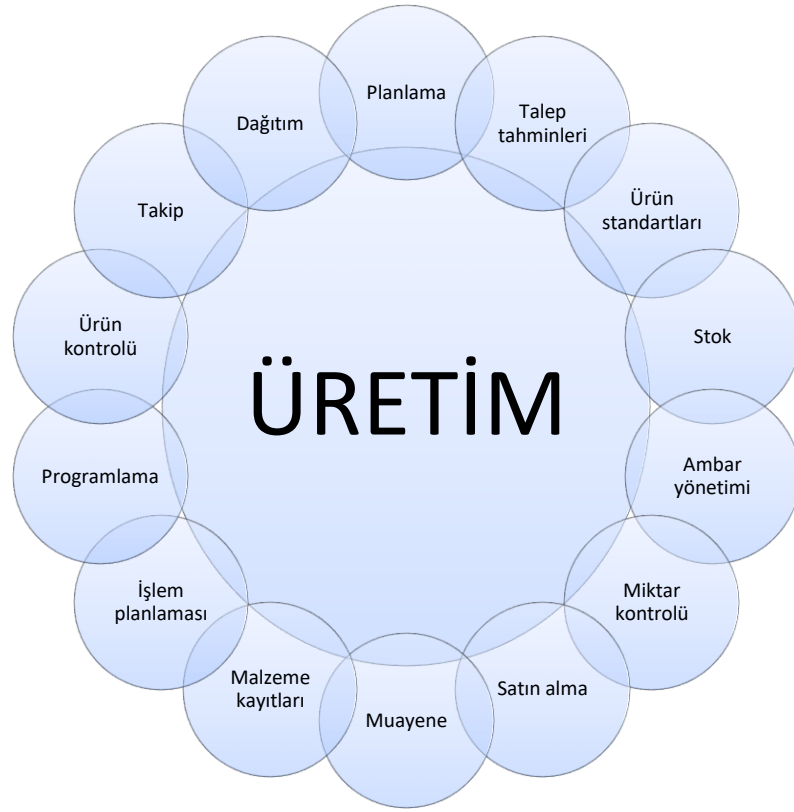 Planlama
Talep
tahminleri
Ürün
standartları
Stok
Ambar
yönetimi
Miktar
kontrolü
Satın alma
Muayene
Malzeme
kayıtları
İşlem
planlaması
Programlama
Ürün
kontrolü
Takip
Dağıtım
ÜRETİM